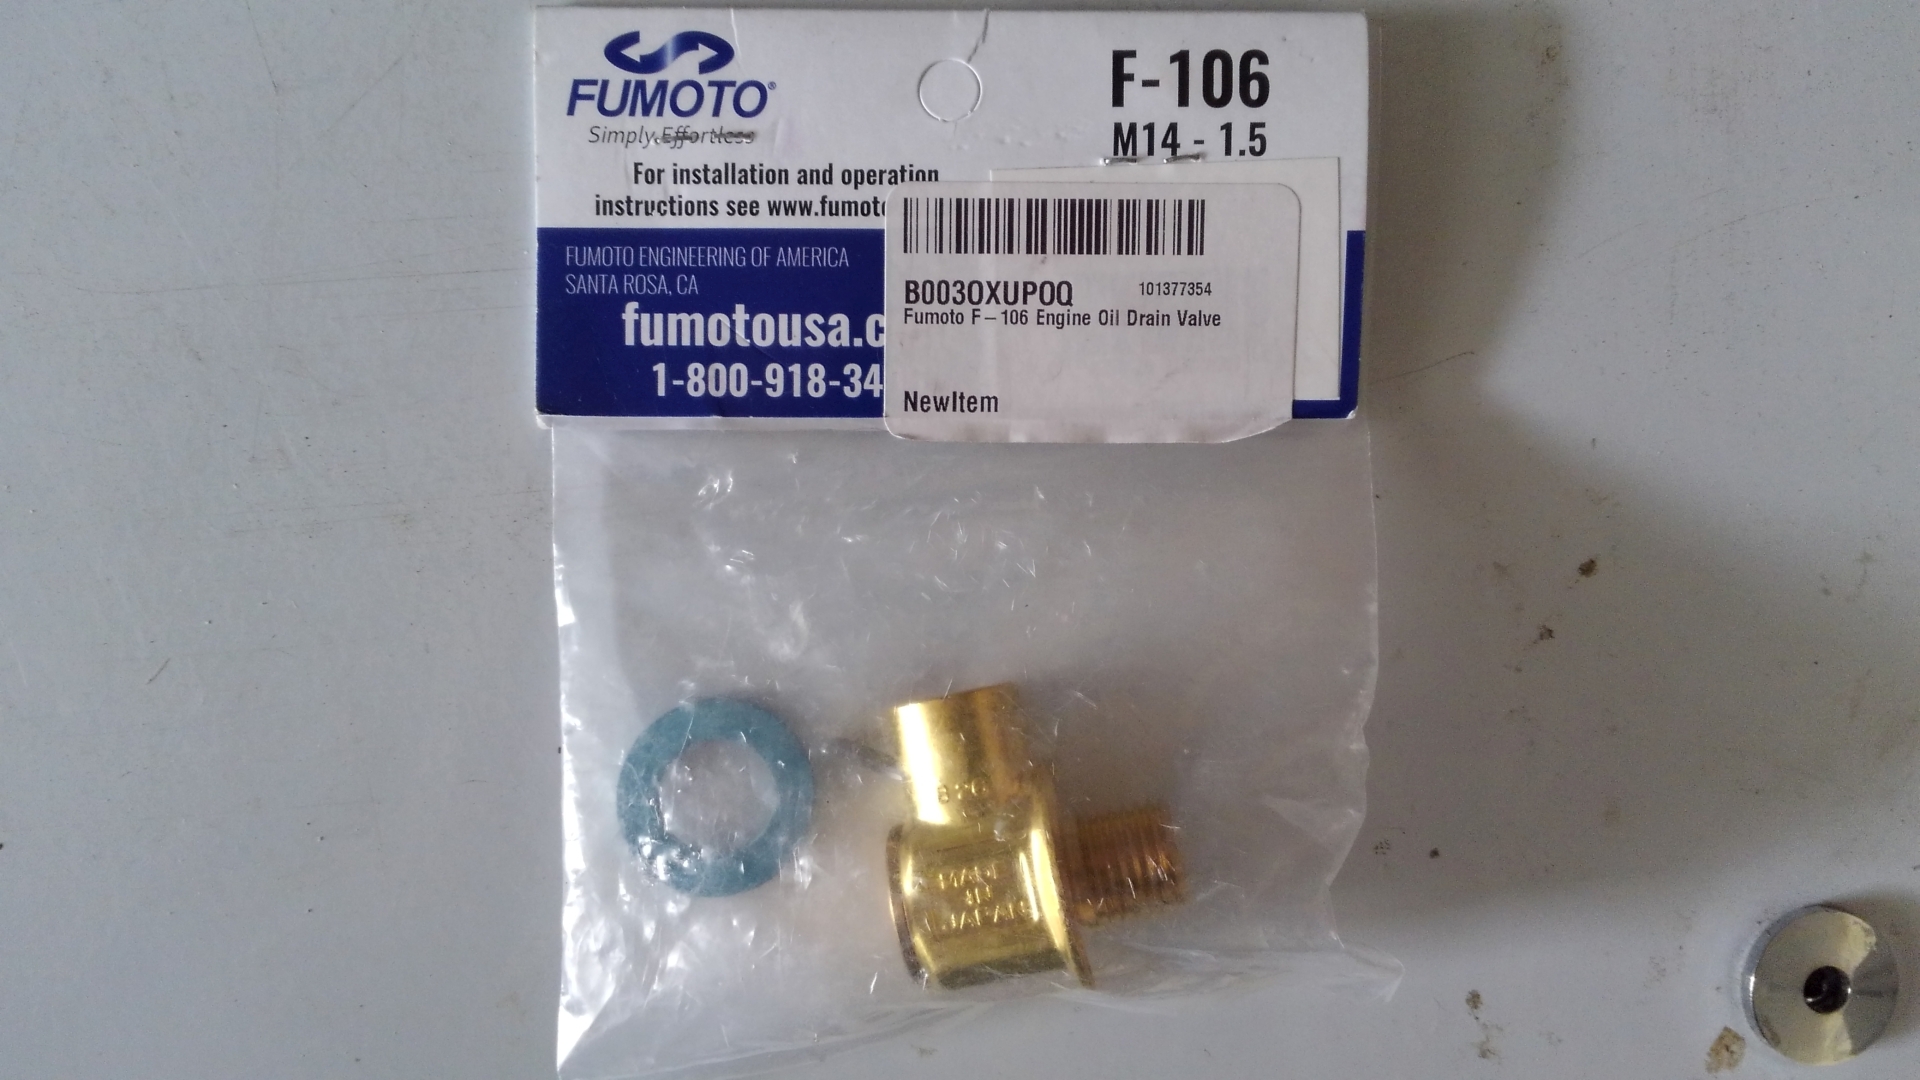 FUMOTO®
Simply Effortless
F-106
M14 - 1.5
For installation and operation
instructions see www.fumoto
FUMOTO ENGINEERING OF AMERICA
SANTA ROSA, CA
fumotousa.c
1-800-918-34
B003OXUPOQ 101377354
Fumoto F-106 Engine Oil Drain Valve
NewItem
MADE
IN
JAPAN